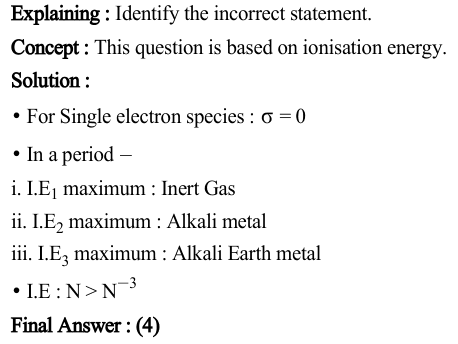 Explaining : Identify the incorrect statement.
Concept : This question is based on ionisation energy.
Solution :
• For Single electron species : σ = 0
• In a period –
i. I.E₁ maximum : Inert Gas
ii. I.E₂ maximum : Alkali metal
iii. I.E₃ maximum : Alkali Earth metal
• I.E : N > N⁻³
Final Answer : (4)